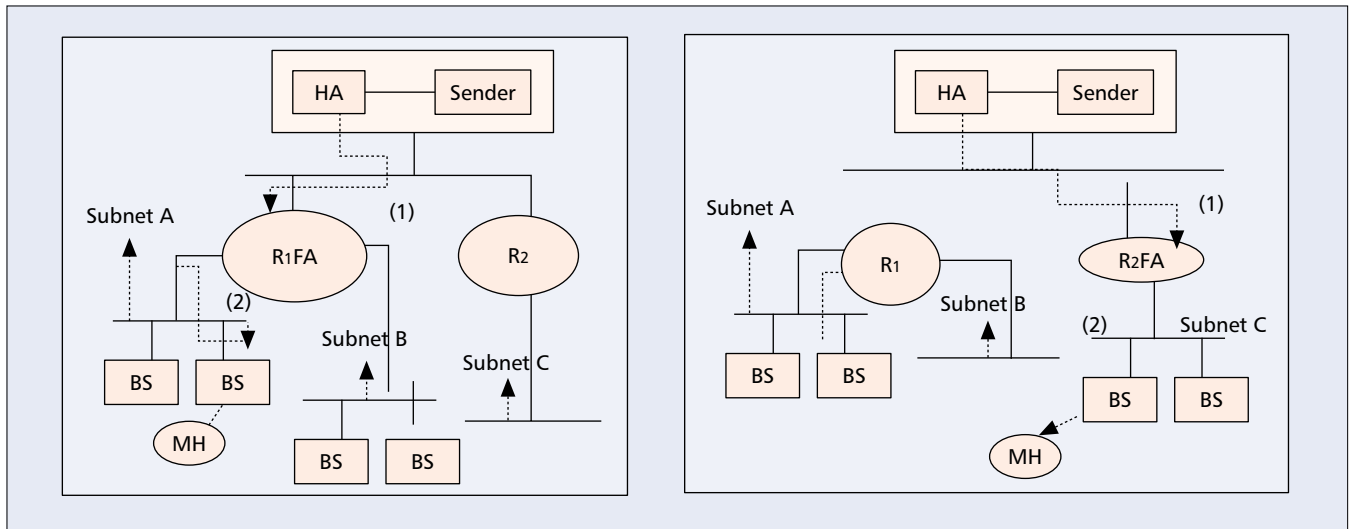 HA
Sender
(1)
Subnet A
R1FA
R2
(2)
Subnet B
Subnet C
BS
BS
MH
BS
BS
HA
Sender
(1)
Subnet A
R1
R2FA
Subnet B
(2)
Subnet C
BS
BS
BS
BS
MH